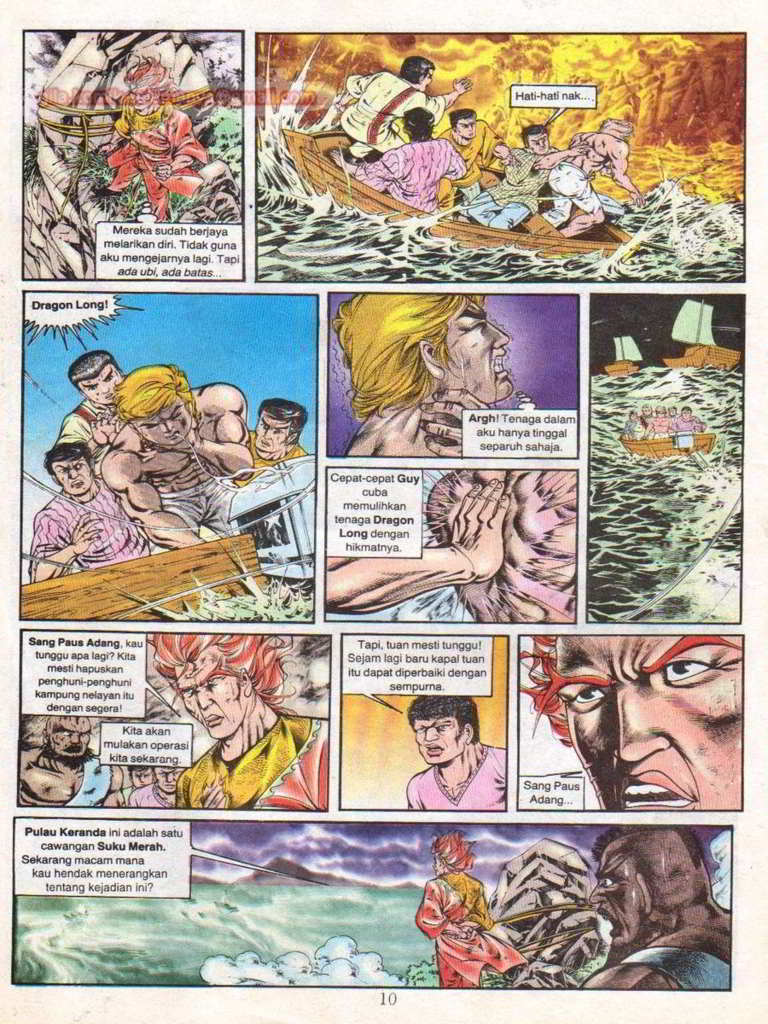 Mereka sudah berjaya
melarikan diri. Tidak guna
aku mengejarnya lagi. Tapi
ada ubi, ada batas...
Hati-hati nak....
Dragon Long!
Argh! Tenaga dalam
aku hanya tinggal
separuh sahaja.
Cepat-cepat Guy
cuba
memulihkan
tenaga Dragon
Long dengan
hikmatnya.
Sang Paus Adang, kau
tunggu apa lagi? Kita
mesti hapuskan
penghuni-penghuni
kampung nelayan itu
dengan segera!
Kita akan
mulakan operasi
kita sekarang.
Tapi, tuan mesti tunggu!
Sejam lagi baru kapal tuan
itu dapat diperbaiki dengan
sempurna.
Sang Paus
Adang...
Pulau Keranda ini adalah satu
cawangan Suku Merah.
Sekarang macam mana
kau hendak menerangkan
tentang kejadian ini?
10